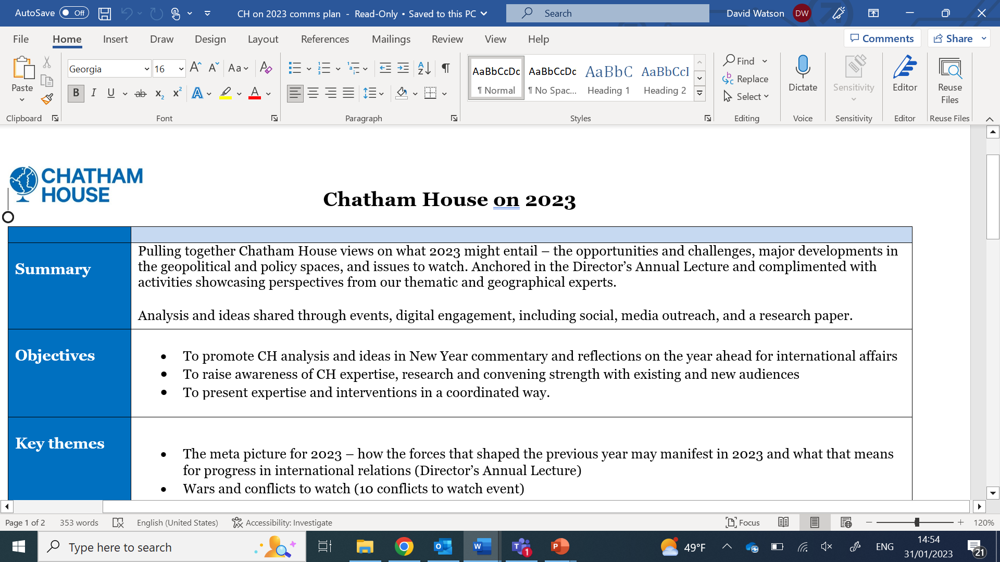 AutoSave Off CH on 2023 comms plan - Read-Only • Saved to this PC Search David Watson DW
File Home Insert Draw Design Layout References Mailings Review View Help Comments Share
Georgia 16 Aa AaBbCcDc AaBbCcDc AaBbC AaBbCcI Find
Paste B I U ab x2 x2 A A ¶ Normal ¶ No Spac... Heading 1 Heading 2 Replace Dictate Sensitivity Editor Reuse Files
Select
Clipboard Font Paragraph Styles Editing Voice Sensitivity Editor Reuse Files
CHATHAM
HOUSE
Chatham House on 2023
Summary
Pulling together Chatham House views on what 2023 might entail – the opportunities and challenges, major developments in
the geopolitical and policy spaces, and issues to watch. Anchored in the Director’s Annual Lecture and complimented with
activities showcasing perspectives from our thematic and geographical experts.
Analysis and ideas shared through events, digital engagement, including social, media outreach, and a research paper.
Objectives
• To promote CH analysis and ideas in New Year commentary and reflections on the year ahead for international affairs
• To raise awareness of CH expertise, research and convening strength with existing and new audiences
• To present expertise and interventions in a coordinated way.
Key themes
• The meta picture for 2023 – how the forces that shaped the previous year may manifest in 2023 and what that means
for progress in international relations (Director’s Annual Lecture)
• Wars and conflicts to watch (10 conflicts to watch event)
Page 1 of 2 353 words English (United States) Accessibility: Investigate Focus 120%
Type here to search 49°F ENG 14:54
31/01/2023 21